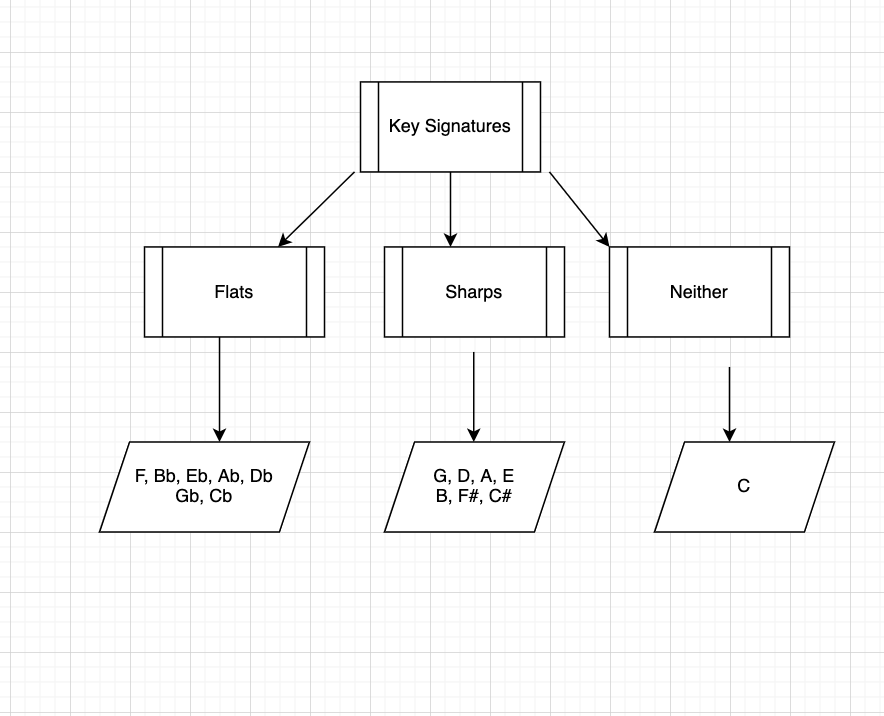 Key Signatures
Flats
Sharps
Neither
F, Bb, Eb, Ab, Db
Gb, Cb
G, D, A, E
B, F#, C#
C